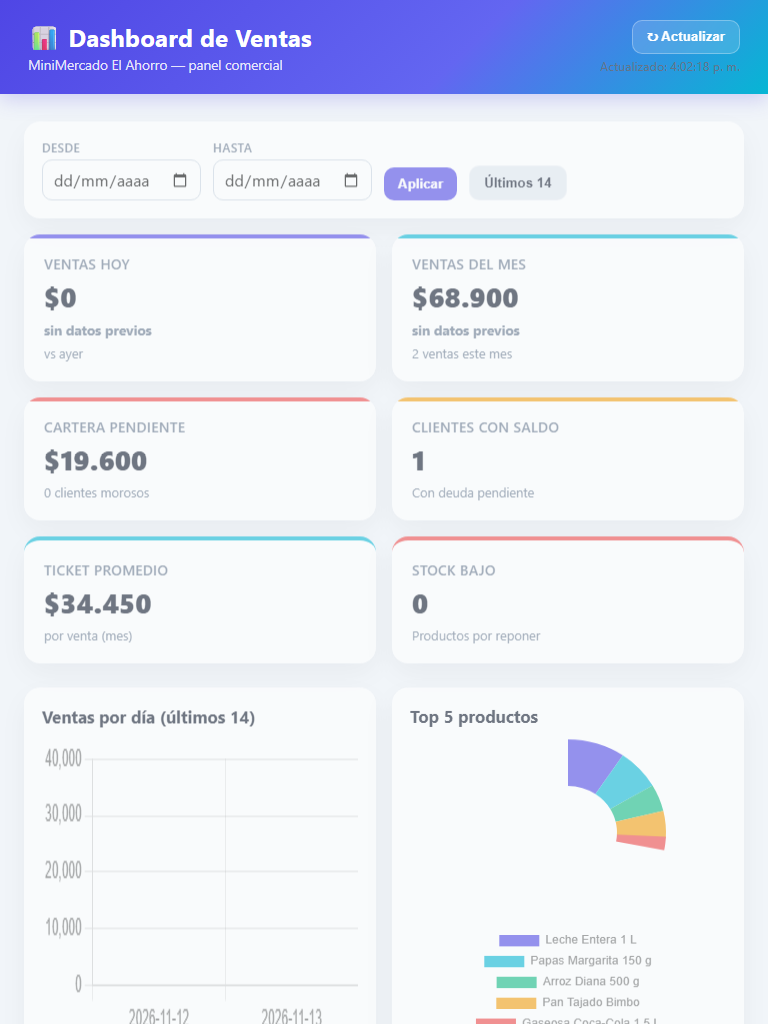 Dashboard de Ventas
MiniMercado El Ahorro — panel comercial
↻ Actualizar
Actualizado: 4:02:18 p. m.
DESDE
HASTA
dd/mm/aaaa
dd/mm/aaaa
Aplicar
Últimos 14
VENTAS HOY
$0
sin datos previos
vs ayer
VENTAS DEL MES
$68.900
sin datos previos
2 ventas este mes
CARTERA PENDIENTE
$19.600
0 clientes morosos
CLIENTES CON SALDO
1
Con deuda pendiente
TICKET PROMEDIO
$34.450
por venta (mes)
STOCK BAJO
0
Productos por reponer
Ventas por día (últimos 14)
40,000
30,000
20,000
10,000
0
2026-11-12
2026-11-13
Top 5 productos
Leche Entera 1 L
Papas Margarita 150 g
Arroz Diana 500 g
Pan Tajado Bimbo
Gaseosa Coca-Cola 1.5 L